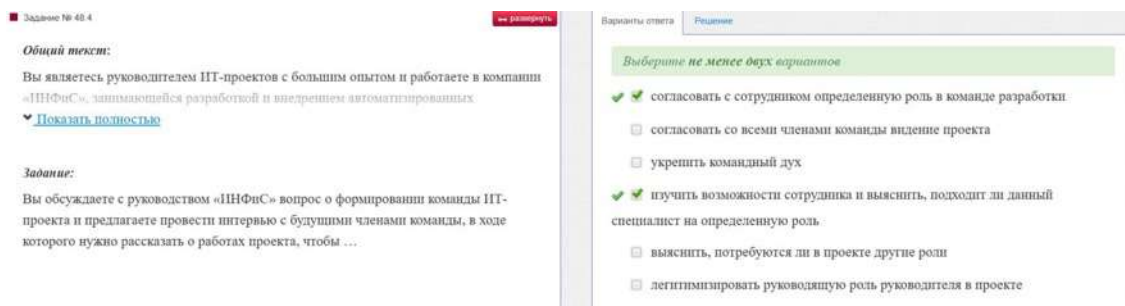 Задание № 48.4
развернуть
Общий текст:
Вы являетесь руководителем ИТ-проектов с большим опытом и работаете в компании
«ИНФиС», занимающейся разработкой и внедрением автоматизированных
Показать полностью
Задание:
Вы обсуждаете с руководством «ИНФиС» вопрос о формировании команды ИТ-
проекта и предлагаете провести интервью с будущими членами команды, в ходе
которого нужно рассказать о работах проекта, чтобы …
Варианты ответа
Решение
Выберите не менее двух вариантов
согласовать с сотрудником определенную роль в команде разработки
согласовать со всеми членами команды видение проекта
укрепить командный дух
изучить возможности сотрудника и выяснить, подходит ли данный
специалист на определенную роль
выяснить, потребуются ли в проекте другие роли
легитимизировать руководящую роль руководителя в проекте